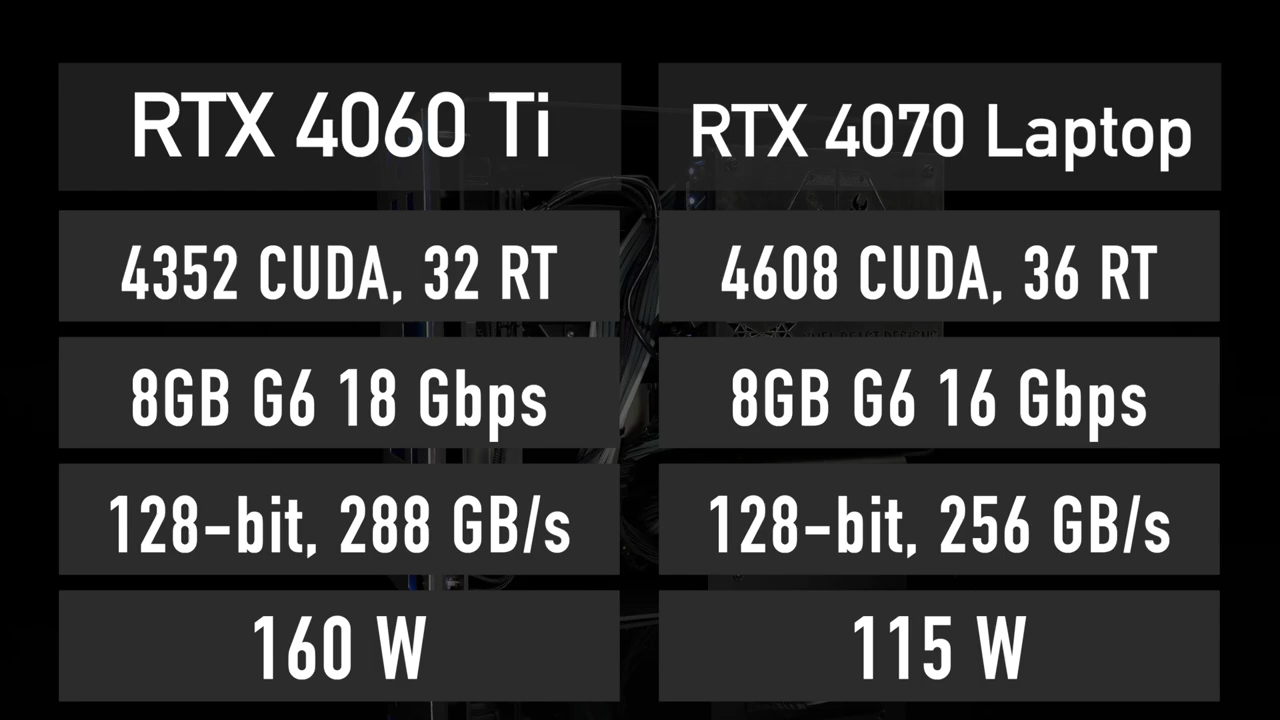 RTX 4060 Ti
RTX 4070 Laptop
4352 CUDA, 32 RT
4608 CUDA, 36 RT
8GB G6 18 Gbps
8GB G6 16 Gbps
128-bit, 288 GB/s
128-bit, 256 GB/s
160 W
115 W